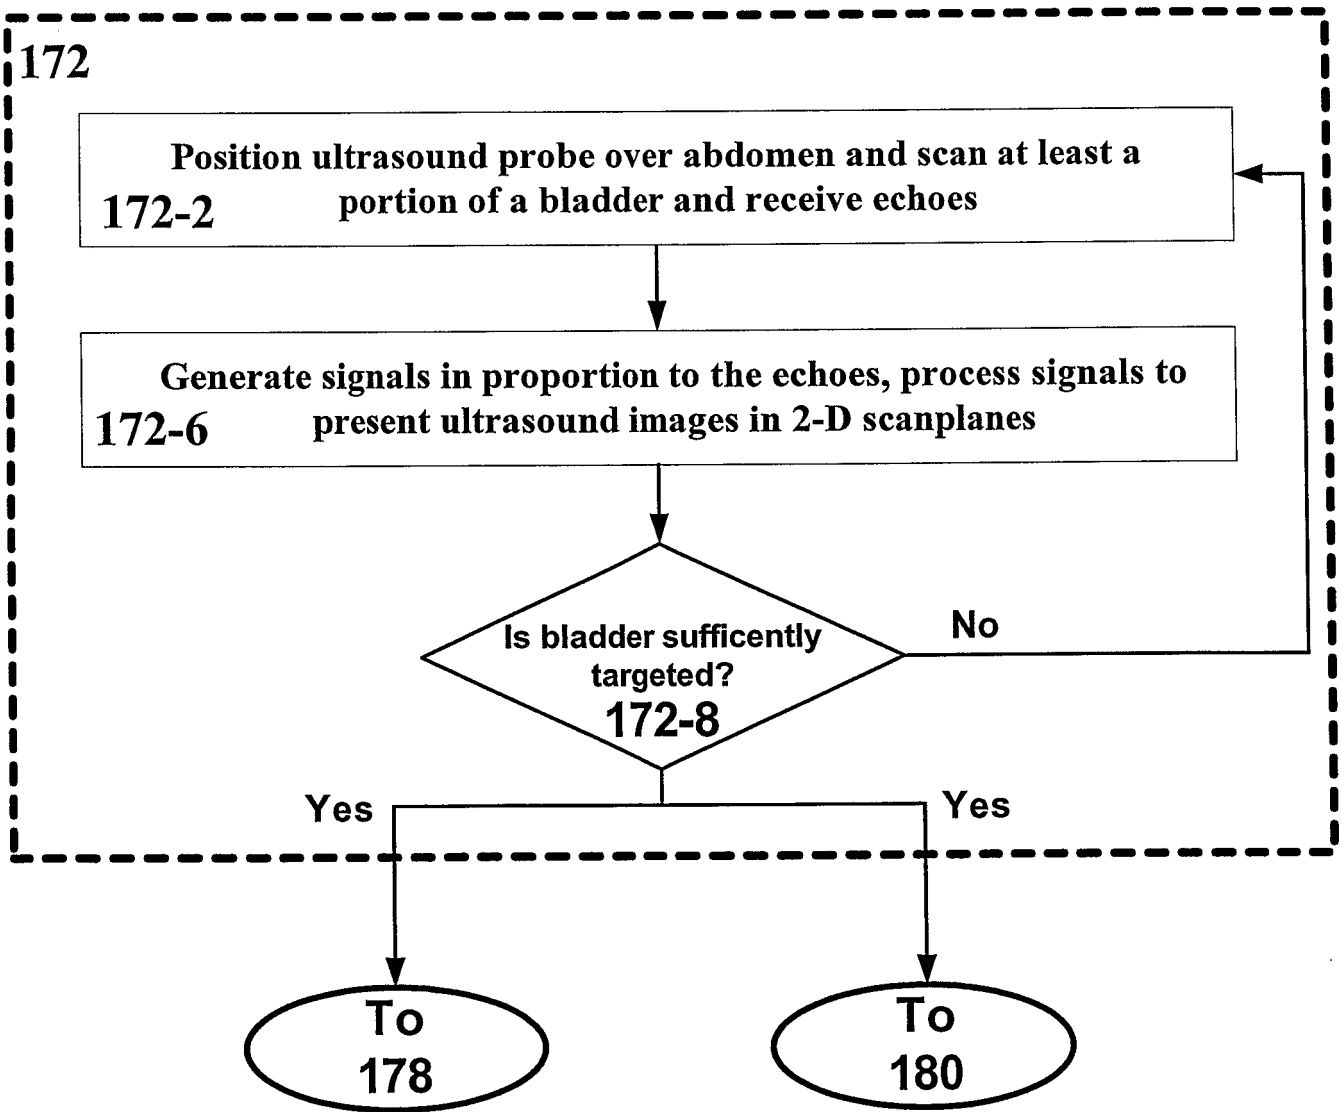 172
Position ultrasound probe over abdomen and scan at least a
172-2 portion of a bladder and receive echoes
Generate signals in proportion to the echoes, process signals to
172-6 present ultrasound images in 2-D scanplanes
Is bladder sufficently
targeted?
172-8
No
Yes
Yes
To
178
To
180